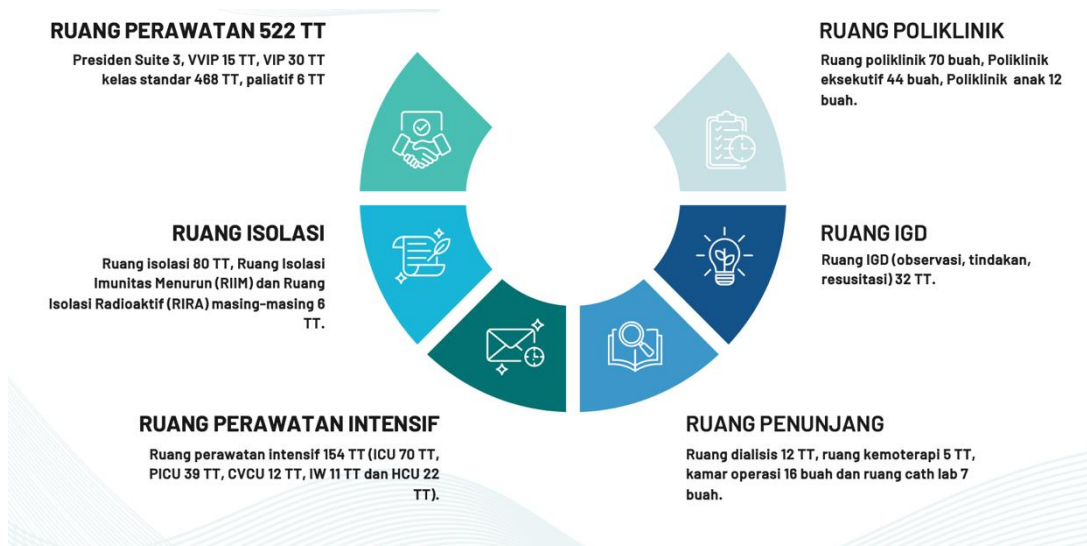 RUANG PERAWATAN 522 TT
Presiden Suite 3, VVIP 15 TT, VIP 30 TT
kelas standar 468 TT, paliatif 6 TT
RUANG ISOLASI
Ruang isolasi 80 TT, Ruang Isolasi
Imunitas Menurun (RIIM) dan Ruang
Isolasi Radioaktif (RIRA) masing-masing 6
TT.
RUANG PERAWATAN INTENSIF
Ruang perawatan intensif 154 TT (ICU 70 TT,
PICU 39 TT, CVCU 12 TT, IW 11 TT dan HCU 22
TT).
RUANG POLIKLINIK
Ruang poliklinik 70 buah, Poliklinik
eksekutif 44 buah, Poliklinik anak 12
buah.
RUANG IGD
Ruang IGD (observasi, tindakan,
resusitasi) 32 TT.
RUANG PENUNJANG
Ruang dialisis 12 TT, ruang kemoterapi 5 TT,
kamar operasi 16 buah dan ruang cath lab 7
buah.